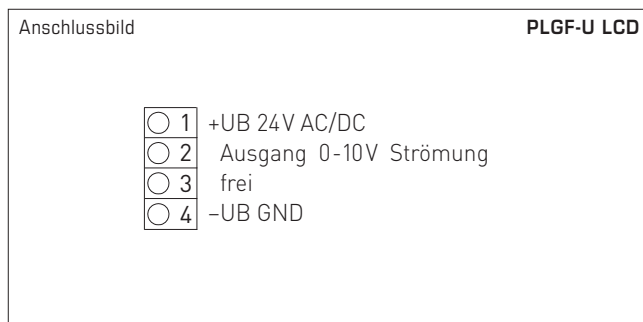 Anschlussbild PLGF-U LCD
1 +UB 24V AC/DC
2 Ausgang 0-10V Strömung
3 frei
4 –UB GND